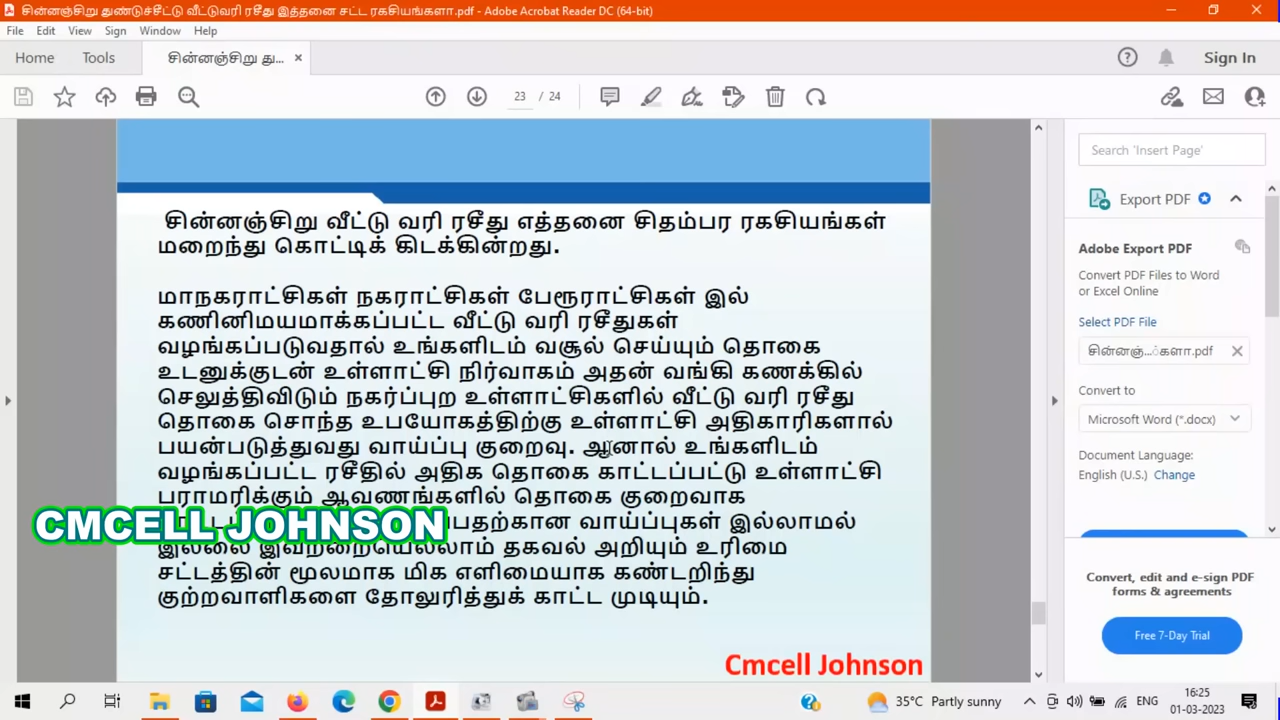 சின்னஞ்சிறு துண்டுச்சீட்டு வீட்டுவரி ரசீது இத்தனை சட்ட ரகசியங்களா.pdf - Adobe Acrobat Reader DC (64-bit)
File Edit View Sign Window Help
Home Tools சின்னஞ்சிறு து... × Sign In
23 / 24
Search 'Insert Page'
Export PDF
Adobe Export PDF
Convert PDF Files to Word
or Excel Online
Select PDF File
சின்னஞ்...்களா.pdf
Convert to
Microsoft Word (*.docx)
Document Language:
English (U.S.) Change
Convert, edit and e-sign PDF
forms & agreements
Free 7-Day Trial
சின்னஞ்சிறு வீட்டு வரி ரசீது எத்தனை சிதம்பர ரகசியங்கள்
மறைந்து கொட்டிக் கிடக்கின்றது.
மாநகராட்சிகள் நகராட்சிகள் பேரூராட்சிகள் இல்
கணினிமயமாக்கப்பட்ட வீட்டு வரி ரசீதுகள்
வழங்கப்படுவதால் உங்களிடம் வசூல் செய்யும் தொகை
உடனுக்குடன் உள்ளாட்சி நிர்வாகம் அதன் வங்கி கணக்கில்
செலுத்திவிடும் நகர்ப்புற உள்ளாட்சிகளில் வீட்டு வரி ரசீது
தொகை சொந்த உபயோகத்திற்கு உள்ளாட்சி அதிகாரிகளால்
பயன்படுத்துவது வாய்ப்பு குறைவு. ஆனால் உங்களிடம்
வழங்கப்பட்ட ரசீதில் அதிக தொகை காட்டப்பட்டு உள்ளாட்சி
பராமரிக்கும் ஆவணங்களில் தொகை குறைவாக
வாய்ப்புகள் இல்லாமல்
இல்லை இவற்றையெல்லாம் தகவல் அறியும் உரிமை
சட்டத்தின் மூலமாக மிக எளிமையாக கண்டறிந்து
குற்றவாளிகளை தோலுரித்துக் காட்ட முடியும்.
CMCELL JOHNSON
Cmcell Johnson
35°C Partly sunny ENG 16:25
01-03-2023